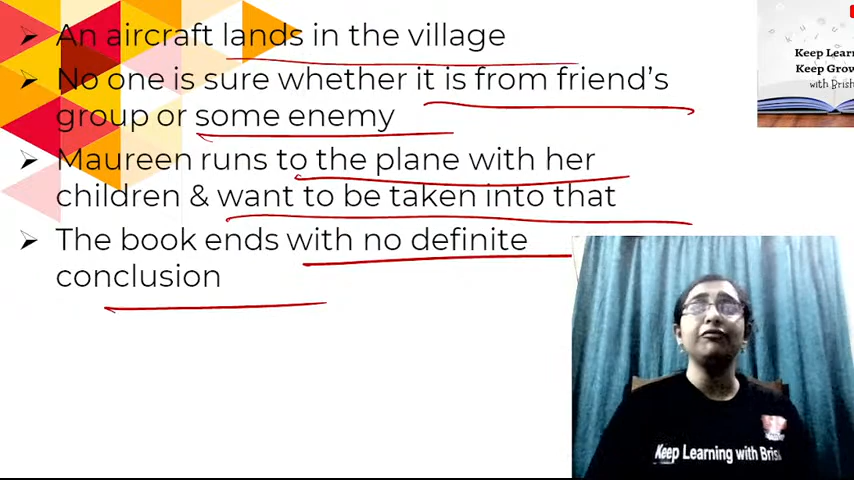 An aircraft lands in the village
No one is sure whether it is from friend's
group or some enemy
Maureen runs to the plane with her
children & want to be taken into that
The book ends with no definite
conclusion
Keep Lear
Keep Gro
with Brish
Keep Learning with Bris